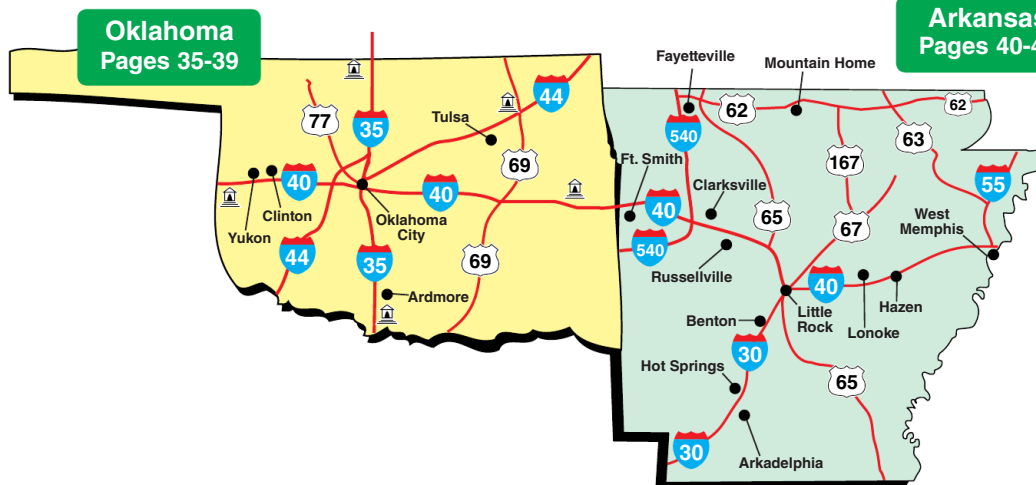 Oklahoma
Pages 35-39
Arkansas
Pages 40-4
Fayetteville
Mountain Home
44
62
62
77
35
Tulsa
540
63
69
Ft. Smith
167
40
Clinton
Yukon
40
Oklahoma
City
40
Clarksville
55
West
Memphis
65
67
44
35
69
540
Russellville
40
Ardmore
Little
Rock
Hazen
Lonoke
Benton
30
Hot Springs
65
30
Arkadelphia